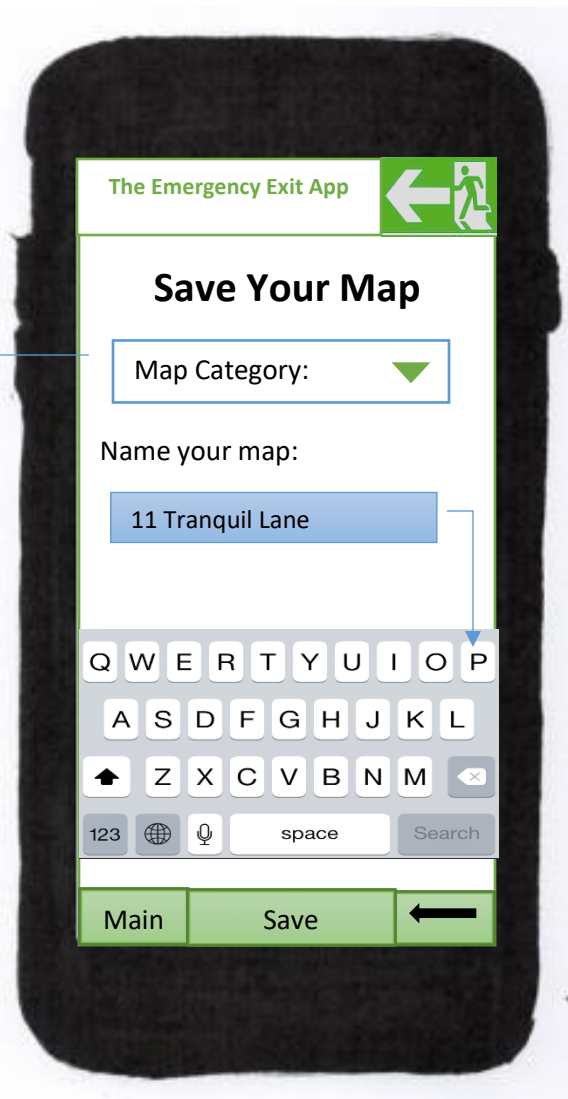 The Emergency Exit App
Save Your Map
Map Category:
Name your map:
11 Tranquil Lane
Q W E R T Y U I O P
A S D F G H J K L
Z X C V B N M
123 space Search
Main Save